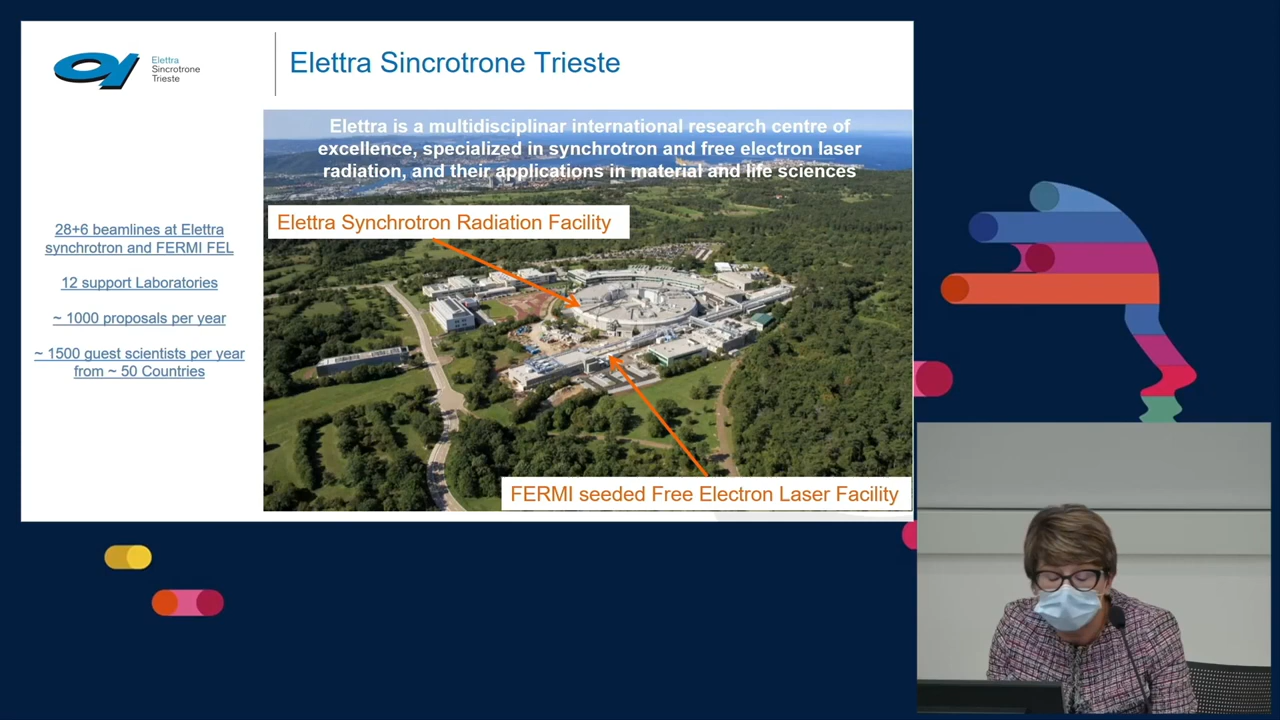 Elettra
Sincrotrone
Trieste
Elettra Sincrotrone Trieste
Elettra is a multidisciplinar international research centre of
excellence, specialized in synchrotron and free electron laser
radiation, and their applications in material and life sciences
Elettra Synchrotron Radiation Facility
28+6 beamlines at Elettra
synchrotron and FERMI FEL
12 support Laboratories
~ 1000 proposals per year
~ 1500 guest scientists per year
from ~ 50 Countries
FERMI seeded Free Electron Laser Facility